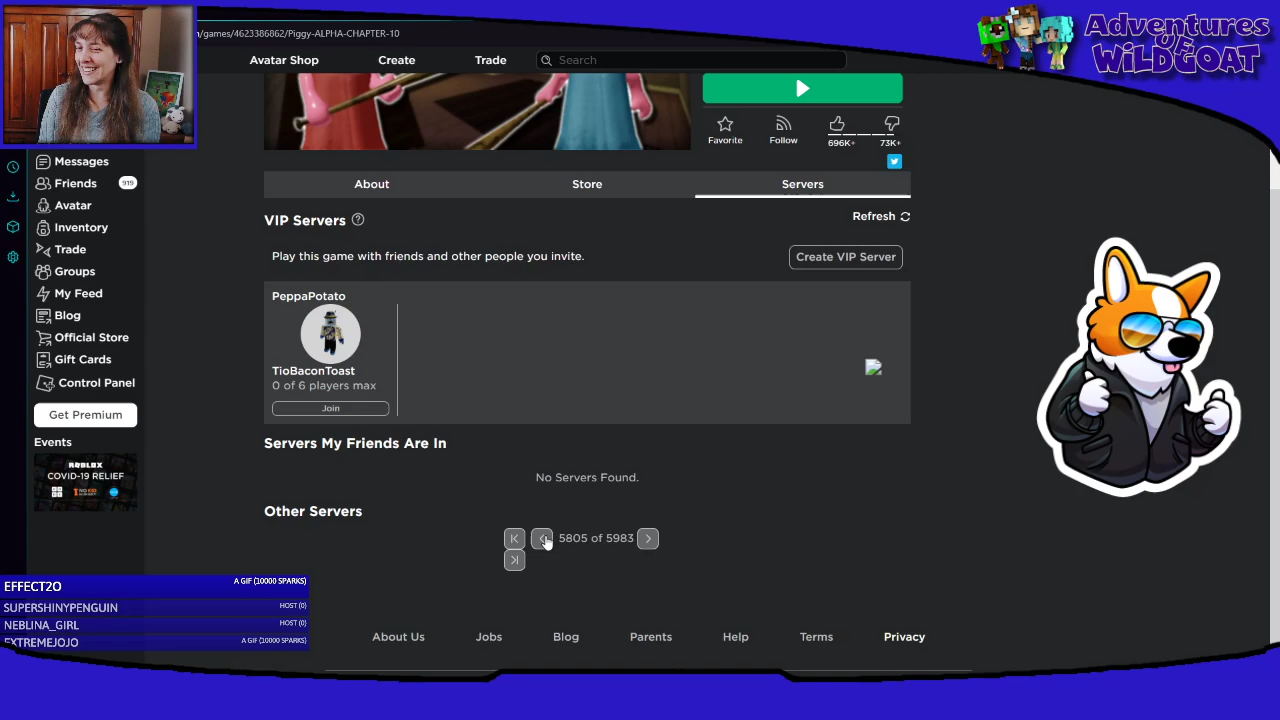 /games/4623386862/Piggy-ALPHA-CHAPTER-10
Adventures
OF
WILDGOAT
Avatar Shop
Create
Trade
Search
Favorite
Follow
696K+
73K+
Messages
Friends
919
Avatar
Inventory
Trade
Groups
My Feed
Blog
Official Store
Gift Cards
Control Panel
Get Premium
Events
ROBLOX
COVID-19 RELIEF
About
Store
Servers
VIP Servers
Refresh
Play this game with friends and other people you invite.
Create VIP Server
PeppaPotato
TioBaconToast
0 of 6 players max
Join
Servers My Friends Are In
No Servers Found.
Other Servers
5805 of 5983
EFFECT2O
A GIF (10000 SPARKS)
SUPERSHINYPENGUIN
HOST (0)
NEBLINA_GIRL
HOST (0)
EXTREMEJOJO
A GIF (10000 SPARKS)
About Us
Jobs
Blog
Parents
Help
Terms
Privacy